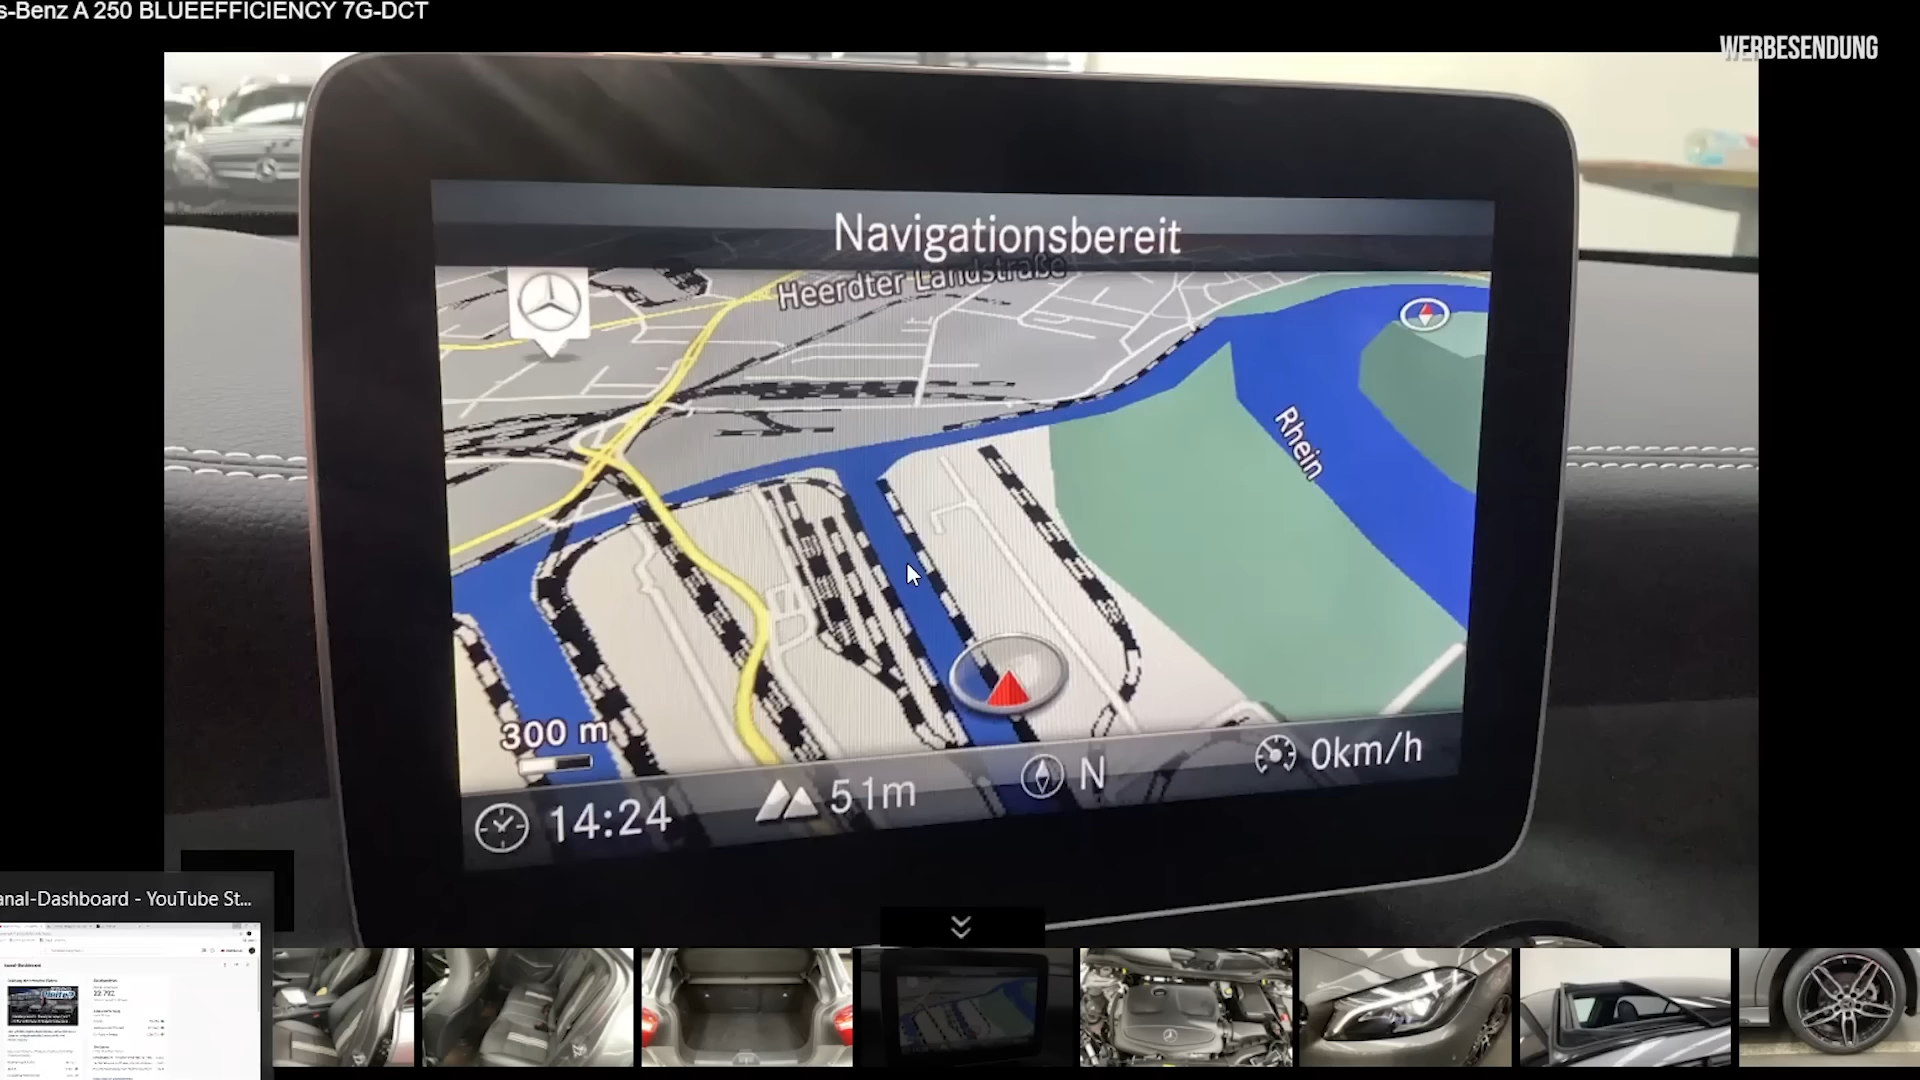 s-Benz A 250 BLUEEFFICIENCY 7G-DCT
WERBESENDUNG
Navigationsbereit
Heerdter Landstraße
Rhein
300 m
14:24
51m
N
0km/h
anal-Dashboard - YouTube St...